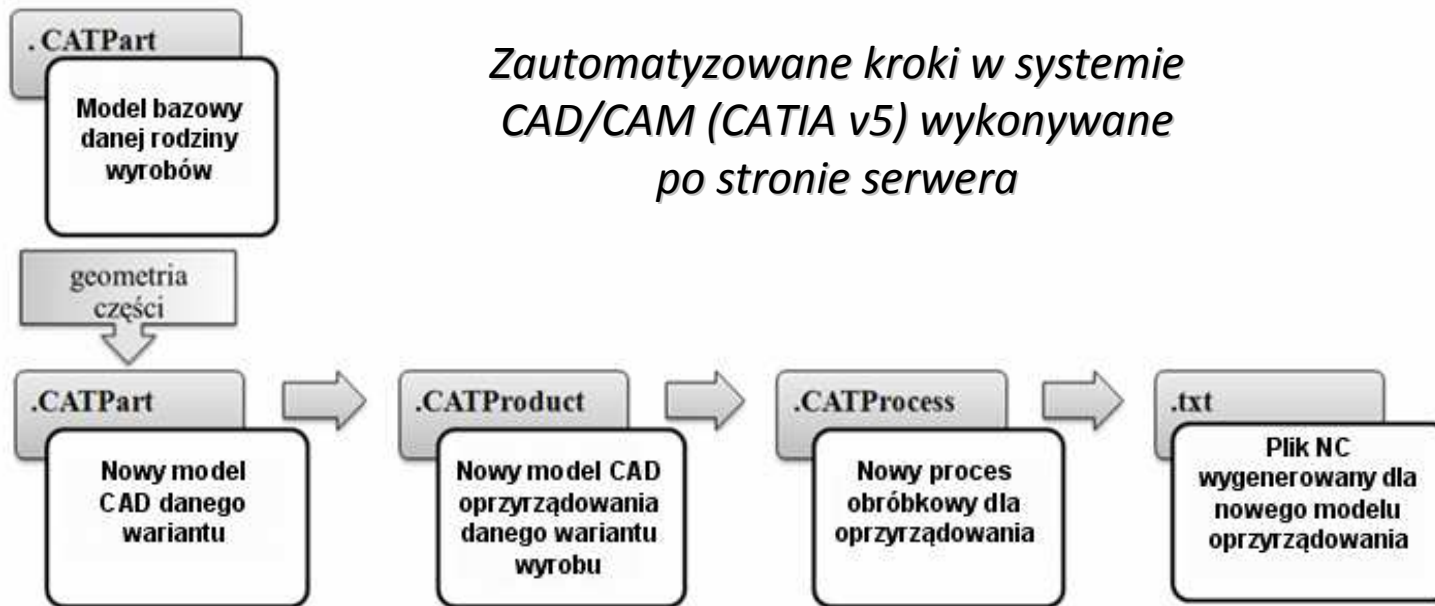 . CATPart
Model bazowy
danej rodziny
wyrobów
Zautomatyzowane kroki w systemie
CAD/CAM (CATIA v5) wykonywane
po stronie serwera
geometria
części
.CATPart
Nowy model
CAD danego
wariantu
.CATProduct
Nowy model CAD
oprzyrządowania
danego wariantu
wyrobu
.CATProcess
Nowy proces
obróbkowy dla
oprzyrządowania
.txt
Plik NC
wygenerowany dla
nowego modelu
oprzyrządowania